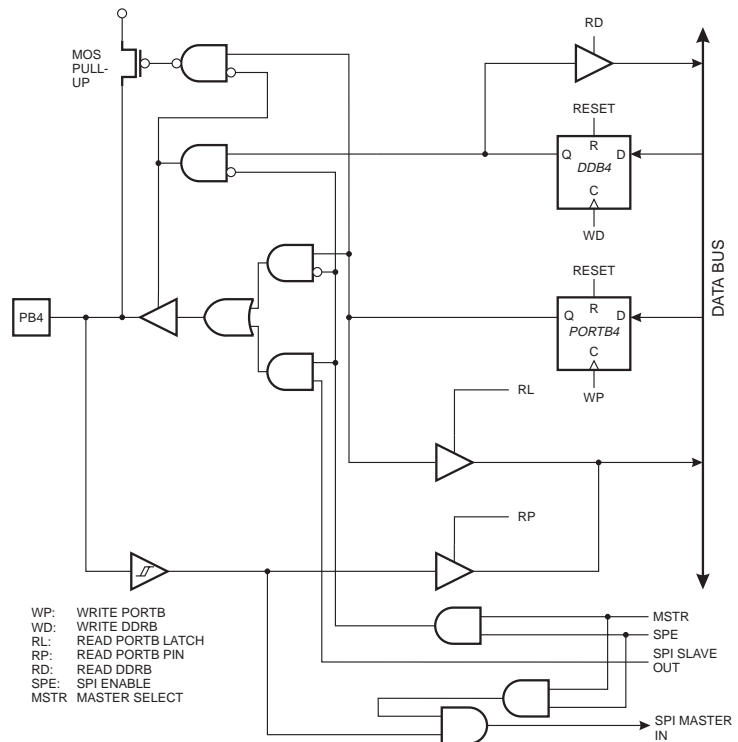 MOS
PULL-
UP
RD
RESET
R
Q
D
DDB4
C
WD
RESET
R
Q
D
PORTB4
C
WP
DATA BUS
PB4
RL
RP
WP: WRITE PORTB
WD: WRITE DDRB
RL: READ PORTB LATCH
RP: READ PORTB PIN
RD: READ DDRB
SPE: SPI ENABLE
MSTR MASTER SELECT
MSTR
SPE
SPI SLAVE
OUT
SPI MASTER
IN